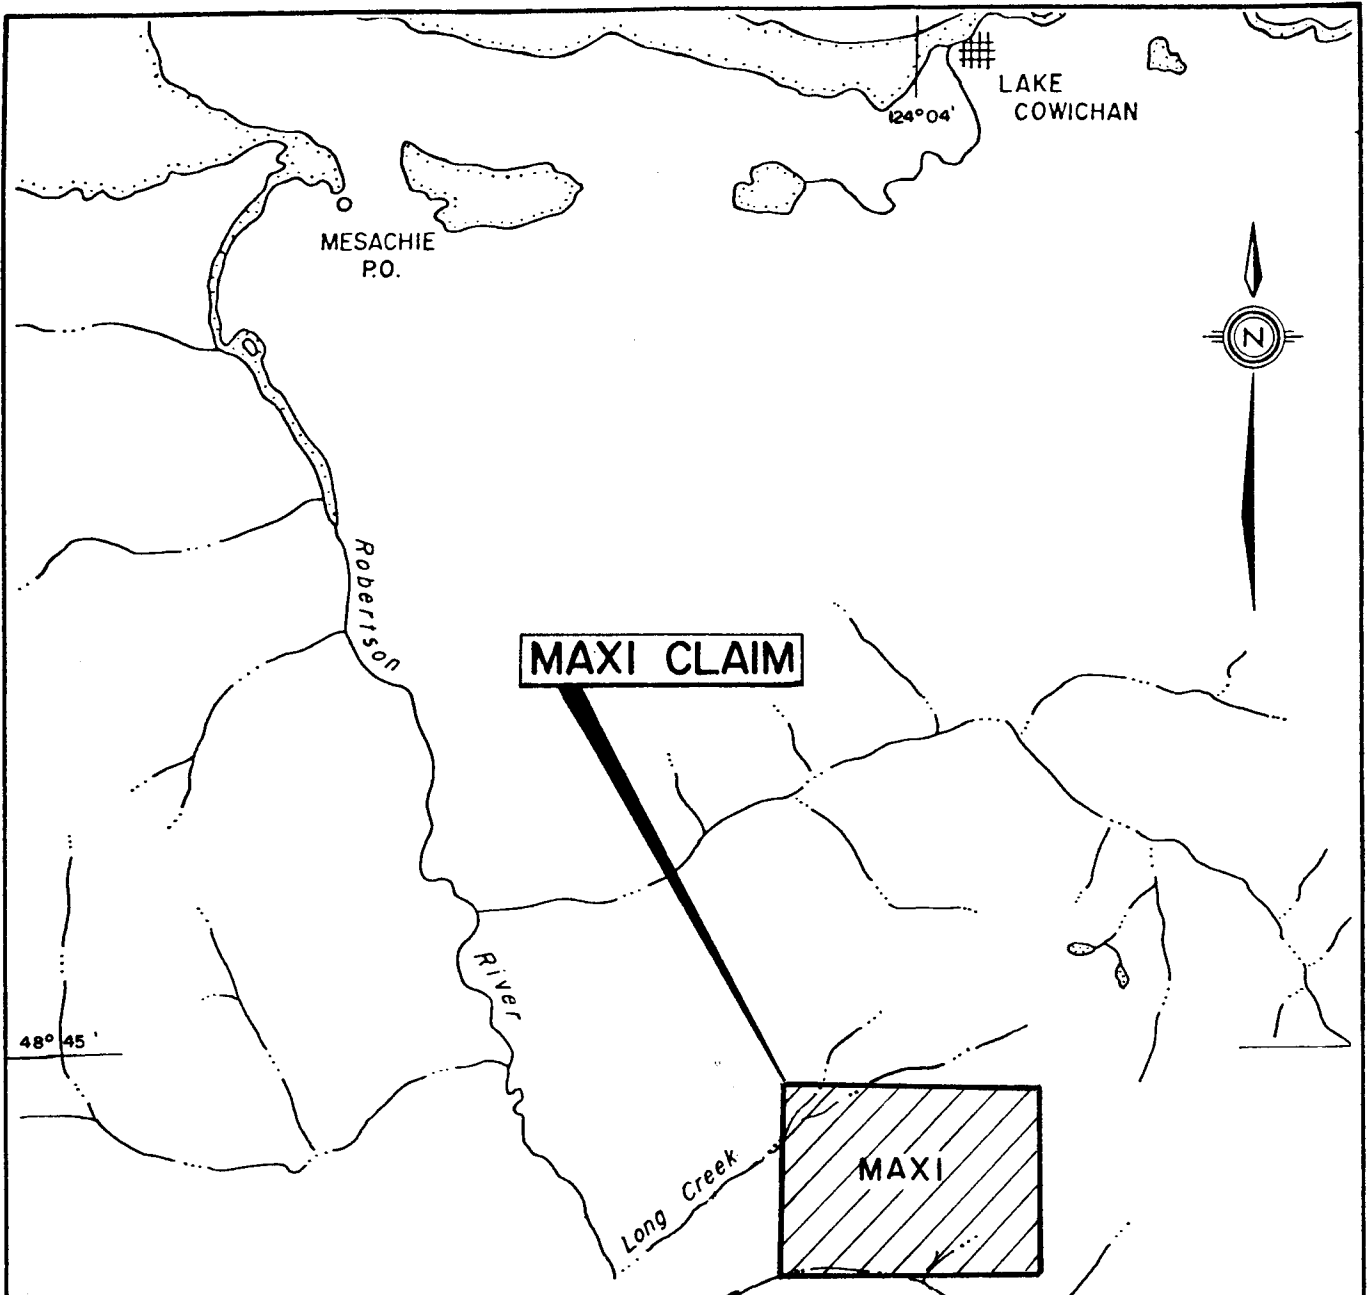 LAKE
COWICHAN
124°04'
MESACHIE
P.O.
N
Robertson
MAXI CLAIM
River
48°45'
Long Creek
MAXI